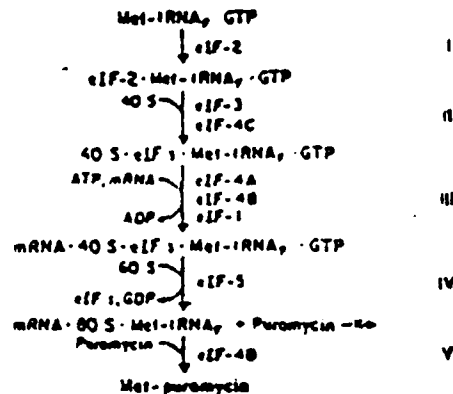 Met-tRNAf GTP
eIF-2 I
eIF-2·Met-tRNAf·GTP
40 S eIF-3
eIF-4C II
40 S·eIF s·Met-tRNAf·GTP
ATP, mRNA eIF-4A
eIF-4B III
ADP eIF-1
mRNA·40 S·eIF s·Met-tRNAf·GTP
60 S eIF-5
eIF s, GDP IV
mRNA·80 S·Met-tRNAf + Puromycin
Puromycin eIF-4D V
Met-puromycin